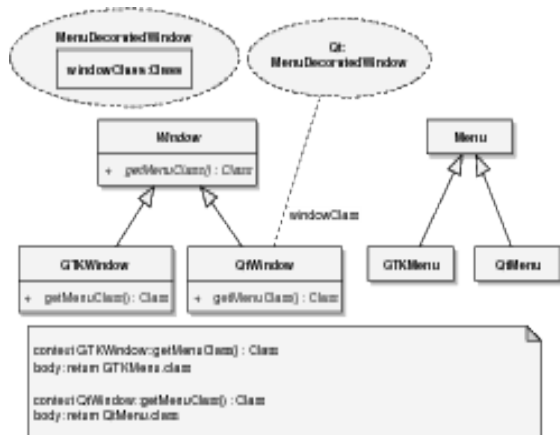 MenuDecoratedWindow
windowClass:Class
Qt:
MenuDecoratedWindow
Window
+ getMenuClass() : Class
Menu
windowClass
GTKWindow
+ getMenuClass() : Class
QtWindow
+ getMenuClass() : Class
GTKMenu
QtMenu
context GTKWindow::getMenuClass() : Class
body: return GTKMenu.class
context QtWindow::getMenuClass() : Class
body: return QtMenu.class